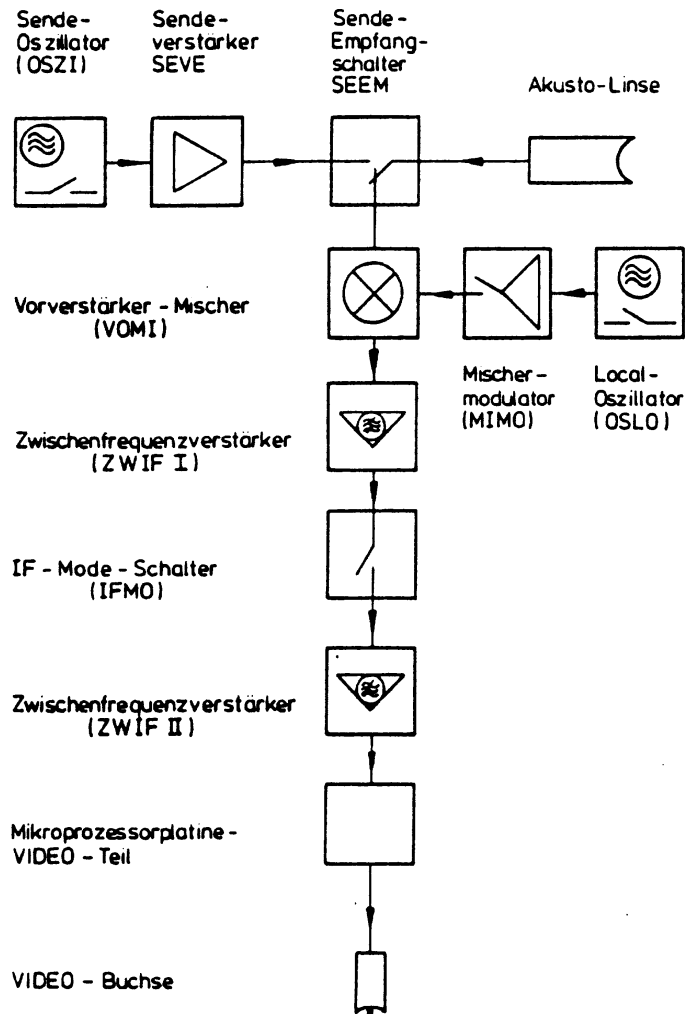 Sende-
Oszillator
(OSZI)
Sende-
verstärker
SEVE
Sende-
Empfang-
schalter
SEEM
Akusto-Linse
Vorverstärker - Mischer
(VOMI)
Mischer-
modulator
(MIMO)
Local-
Oszillator
(OSLO)
Zwischenfrequenzverstärker
(ZWIF I)
IF - Mode - Schalter
(IFMO)
Zwischenfrequenzverstärker
(ZWIF II)
Mikroprozessorplatine -
VIDEO - Teil
VIDEO - Buchse